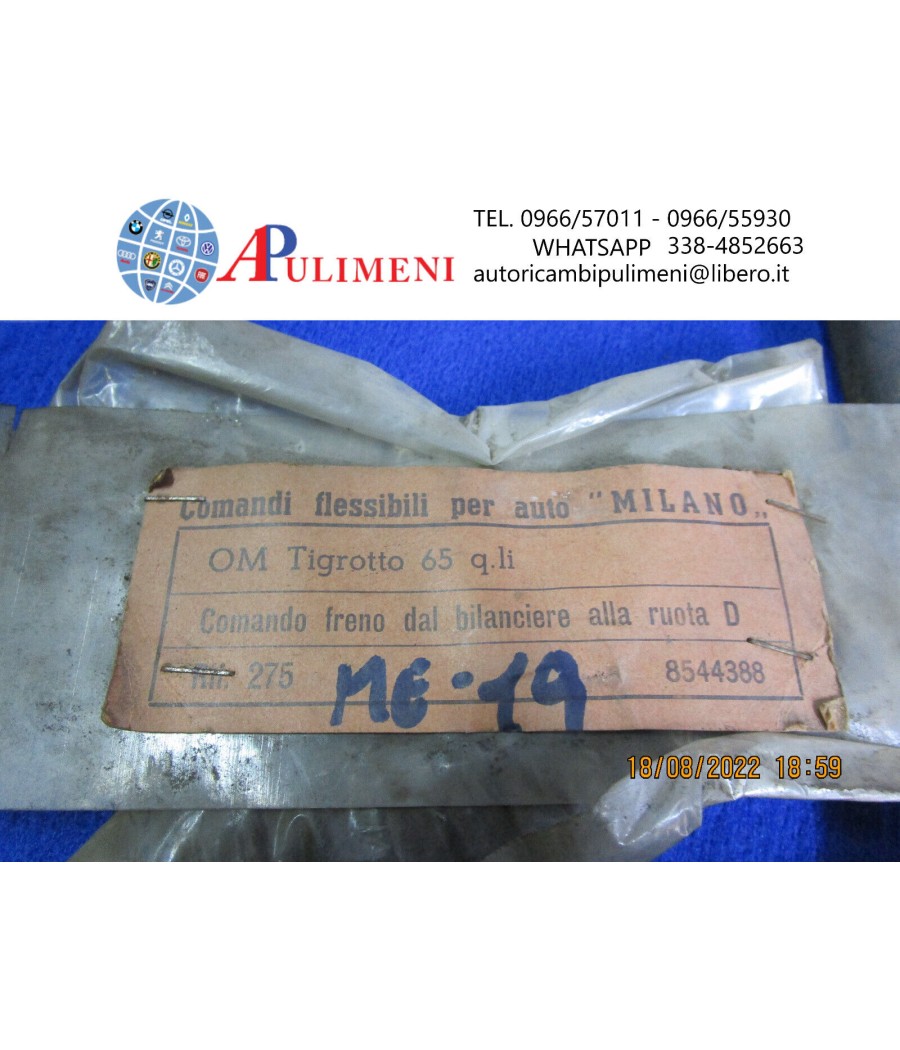 APULIMENI
TEL. 0966/57011 - 0966/55930
WHATSAPP 338-4852663
autoricambipulimeni@libero.it
Comandi flessibili per auto "MILANO„
OM Tigrotto 65 q.li
Comando freno dal bilanciere alla ruota D
Rif. 275 8544388
ME-19
18/08/2022 18:59